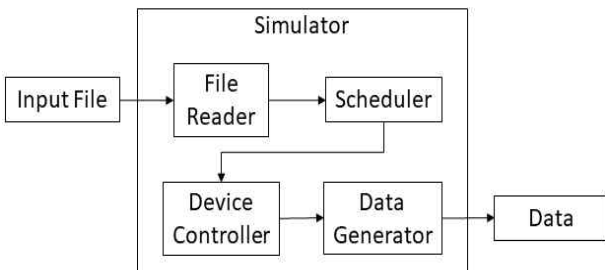 Simulator
Input File
File
Reader
Scheduler
Device
Controller
Data
Generator
Data